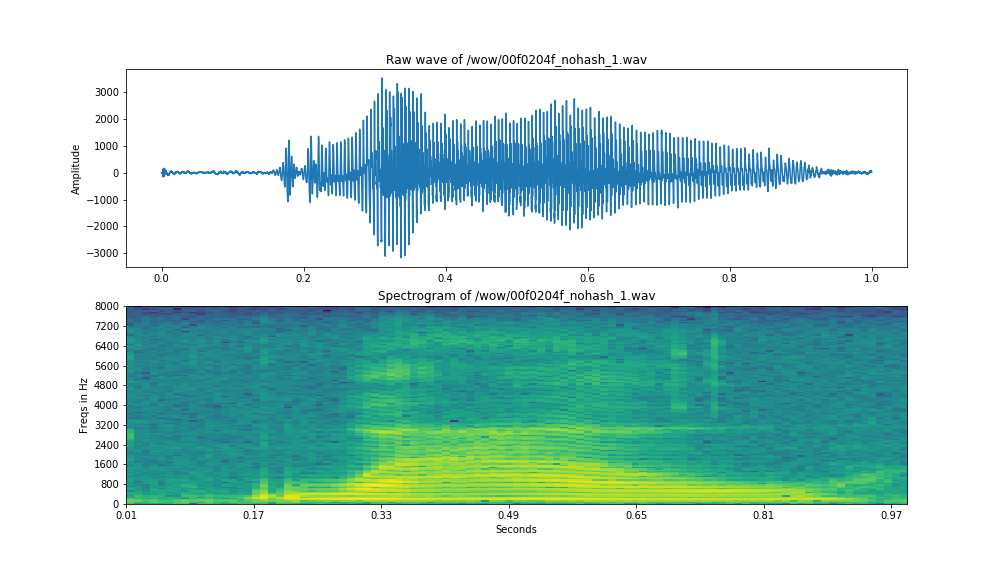 Raw wave of /wow/00f0204f_nohash_1.wav
3000
2000
1000
0
−1000
−2000
−3000
Amplitude
0.0 0.2 0.4 0.6 0.8 1.0
Spectrogram of /wow/00f0204f_nohash_1.wav
8000
7200
6400
5600
4800
4000
3200
2400
1600
800
0
Freqs in Hz
0.01 0.17 0.33 0.49 0.65 0.81 0.97
Seconds